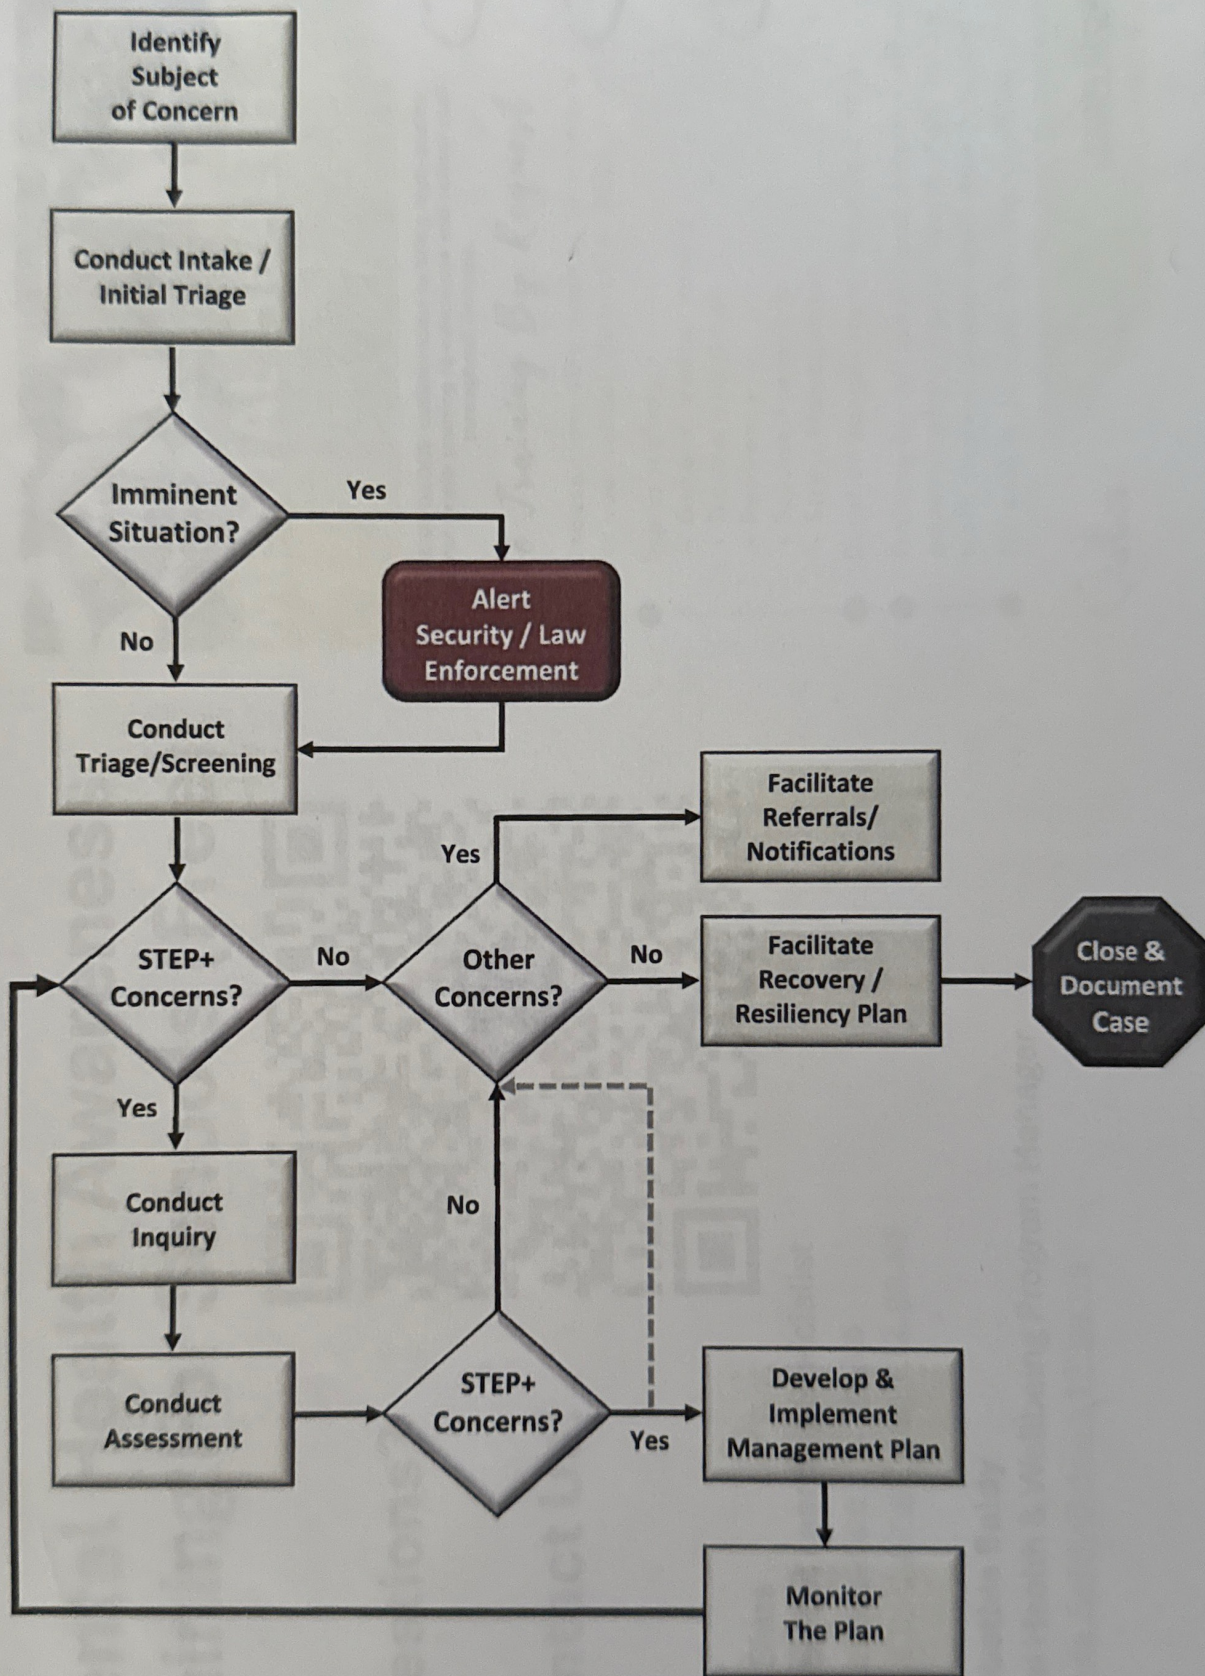 Identify
Subject
of Concern
Conduct Intake /
Initial Triage
Imminent
Situation?
Yes
Alert
Security / Law
Enforcement
No
Conduct
Triage/Screening
Facilitate
Referrals/
Notifications
Yes
STEP+
Concerns?
No
Other
Concerns?
No
Facilitate
Recovery /
Resiliency Plan
Close &
Document
Case
Yes
Conduct
Inquiry
No
Conduct
Assessment
STEP+
Concerns?
Yes
Develop &
Implement
Management Plan
Monitor
The Plan